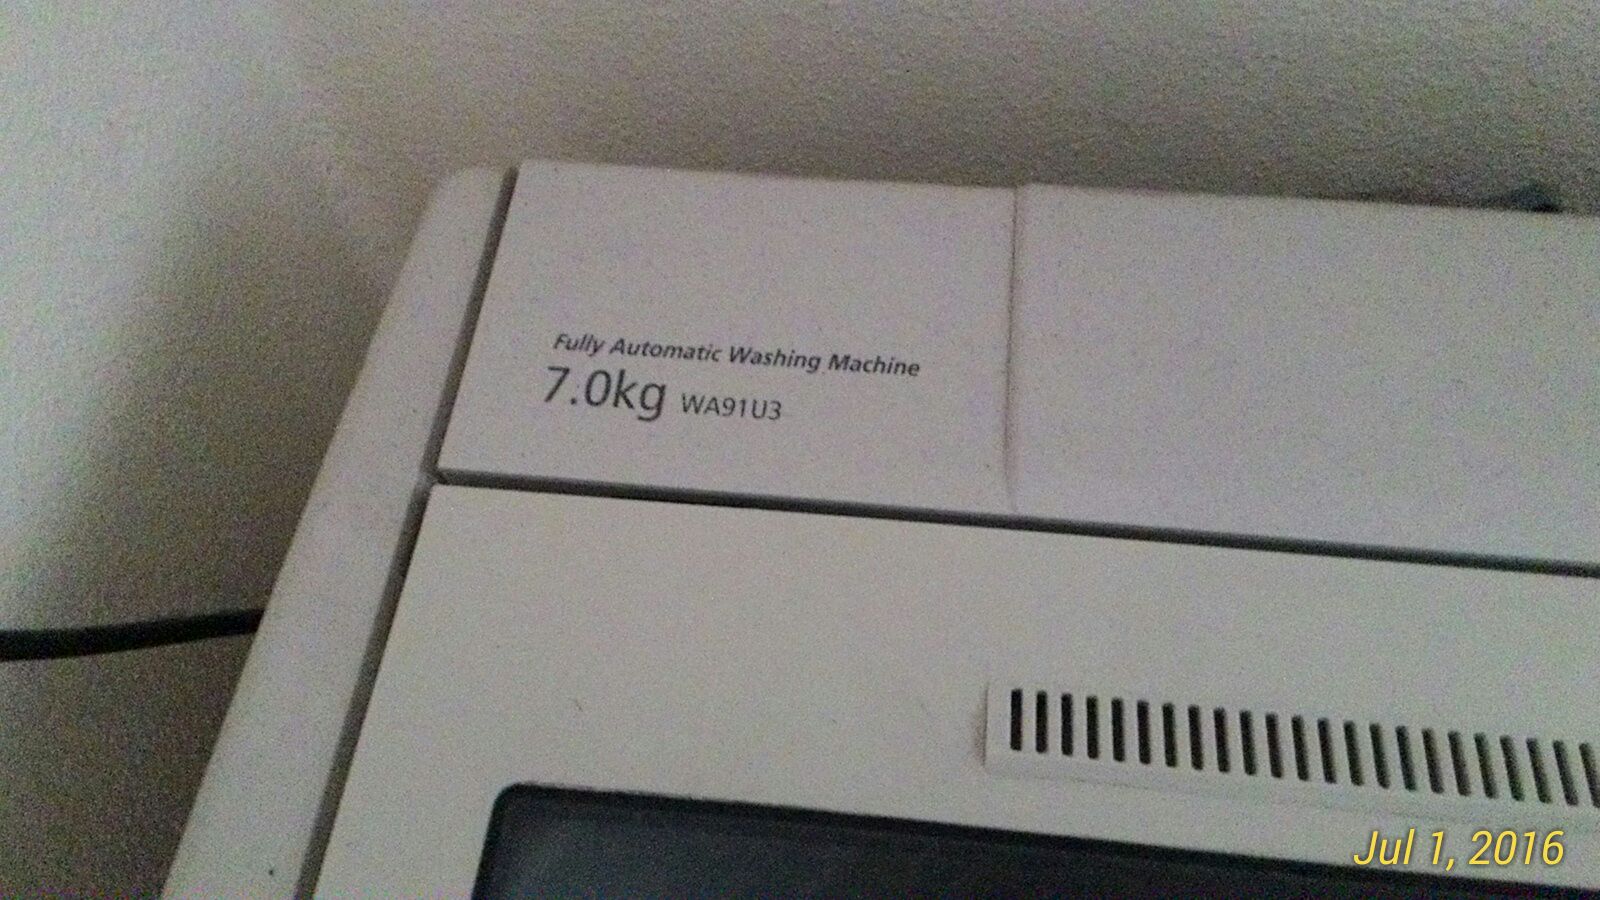 Fully Automatic Washing Machine
7.0kg WA91U3
Jul 1, 2016